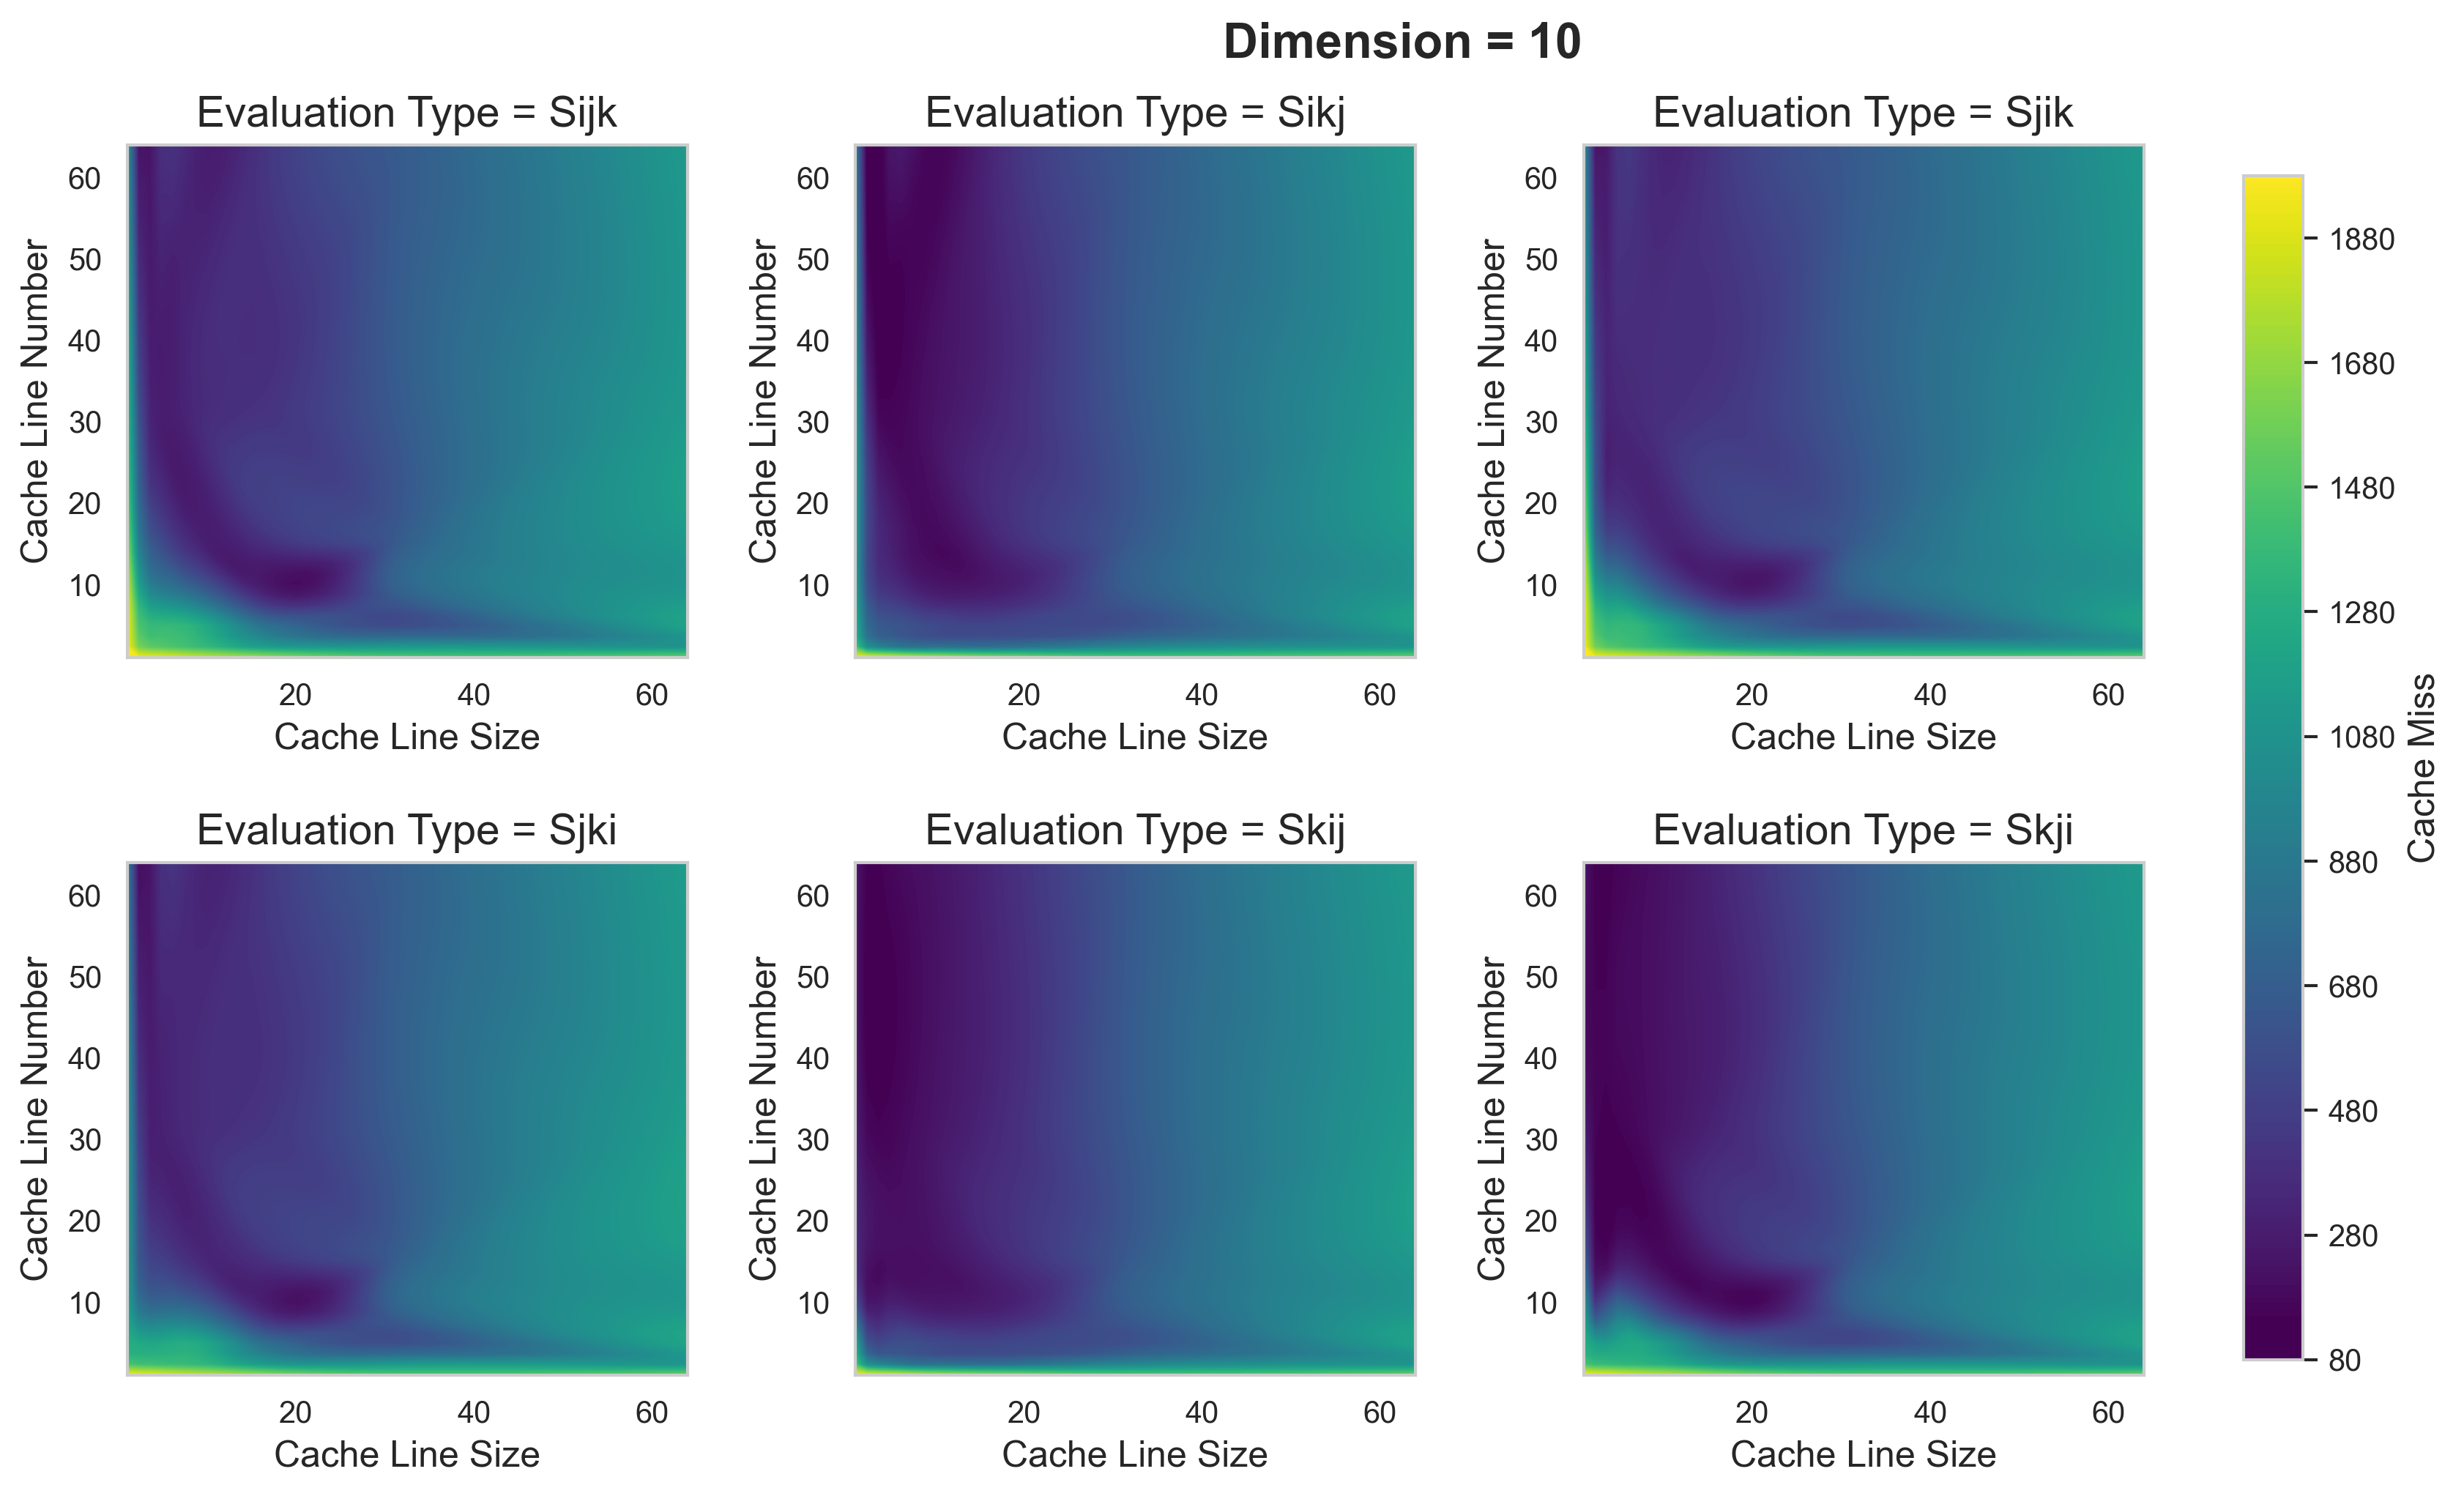 Dimension = 10
Evaluation Type = Sijk
60
50
40
30
20
10
Cache Line Number
20 40 60
Cache Line Size
Evaluation Type = Sikj
60
50
40
30
20
10
Cache Line Number
20 40 60
Cache Line Size
Evaluation Type = Sjik
60
50
40
30
20
10
Cache Line Number
20 40 60
Cache Line Size
Evaluation Type = Sjki
60
50
40
30
20
10
Cache Line Number
20 40 60
Cache Line Size
Evaluation Type = Skij
60
50
40
30
20
10
Cache Line Number
20 40 60
Cache Line Size
Evaluation Type = Skji
60
50
40
30
20
10
Cache Line Number
20 40 60
Cache Line Size
1880
1680
1480
1280
1080
880
680
480
280
80
Cache Miss